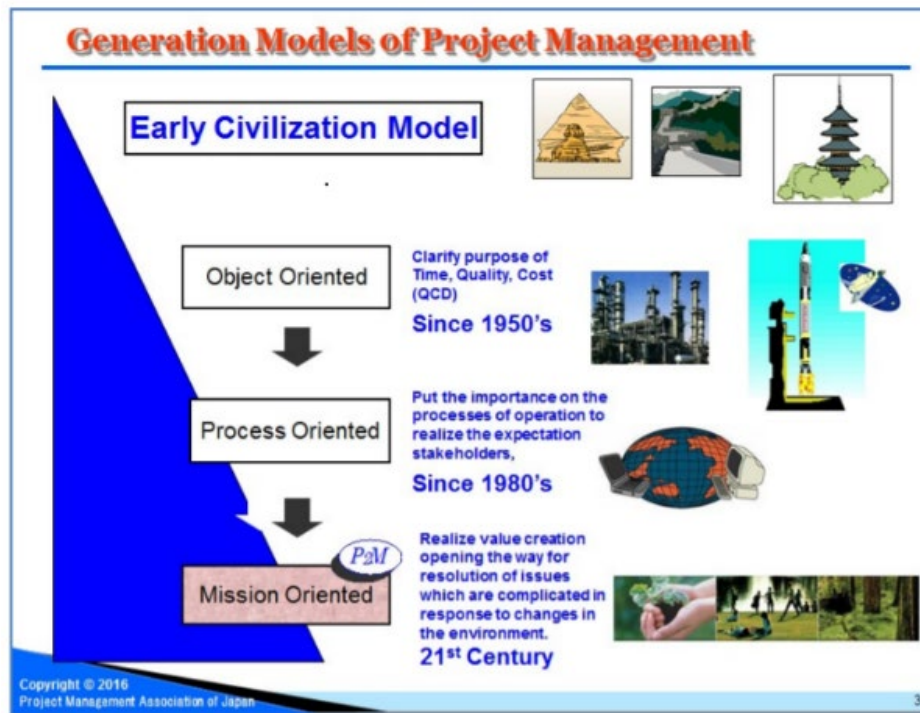 Generation Models of Project Management
Early Civilization Model
Object Oriented
Clarify purpose of
Time, Quality, Cost
(QCD)
Since 1950's
Process Oriented
Put the importance on the
processes of operation to
realize the expectation
stakeholders,
Since 1980's
P2M
Mission Oriented
Realize value creation
opening the way for
resolution of issues
which are complicated in
response to changes in
the environment.
21st Century
Copyright © 2016
Project Management Association of Japan
3